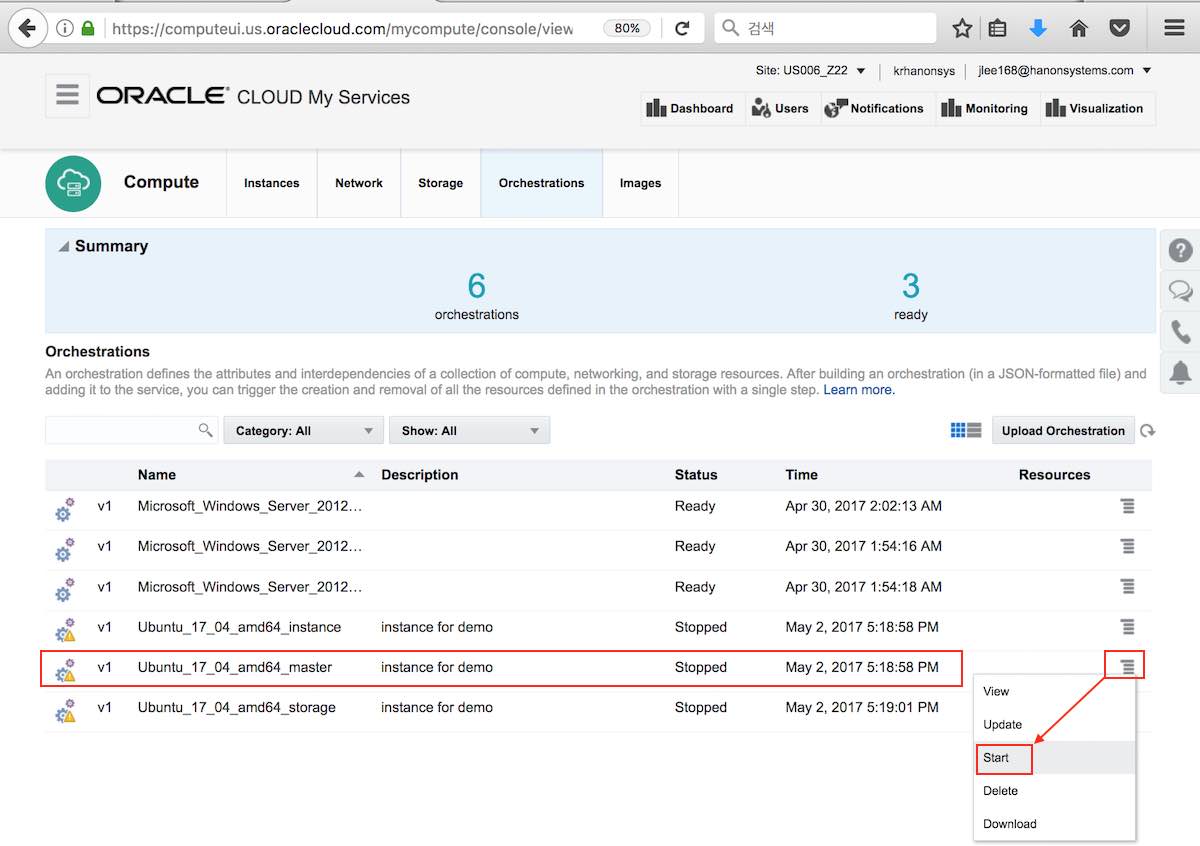 https://computeui.us.oraclecloud.com/mycompute/console/view
80%
검색
Site: US006_Z22
krhanonsys
jlee168@hanonsystems.com
ORACLE® CLOUD My Services
Dashboard
Users
Notifications
Monitoring
Visualization
Compute
Instances
Network
Storage
Orchestrations
Images
Summary
6
orchestrations
3
ready
Orchestrations
An orchestration defines the attributes and interdependencies of a collection of compute, networking, and storage resources. After building an orchestration (in a JSON-formatted file) and
adding it to the service, you can trigger the creation and removal of all the resources defined in the orchestration with a single step. Learn more.
Category: All
Show: All
Upload Orchestration
Name Description Status Time Resources
v1 Microsoft_Windows_Server_2012... Ready Apr 30, 2017 2:02:13 AM
v1 Microsoft_Windows_Server_2012... Ready Apr 30, 2017 1:54:16 AM
v1 Microsoft_Windows_Server_2012... Ready Apr 30, 2017 1:54:18 AM
v1 Ubuntu_17_04_amd64_instance instance for demo Stopped May 2, 2017 5:18:58 PM
v1 Ubuntu_17_04_amd64_master instance for demo Stopped May 2, 2017 5:18:58 PM
v1 Ubuntu_17_04_amd64_storage instance for demo Stopped May 2, 2017 5:19:01 PM
View
Update
Start
Delete
Download